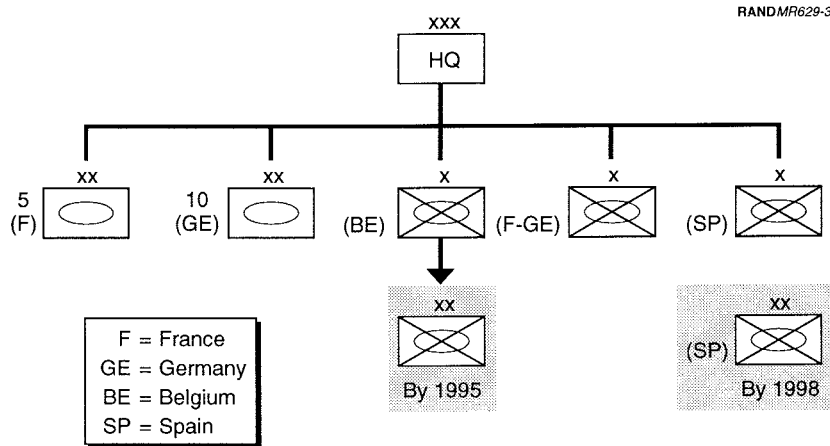 RANDMR629-3
xxx
HQ
xx
xx
x
x
x
5
(F)
10
(GE)
(BE)
(F-GE)
(SP)
xx
By 1995
xx
(SP)
By 1998
F = France
GE = Germany
BE = Belgium
SP = Spain